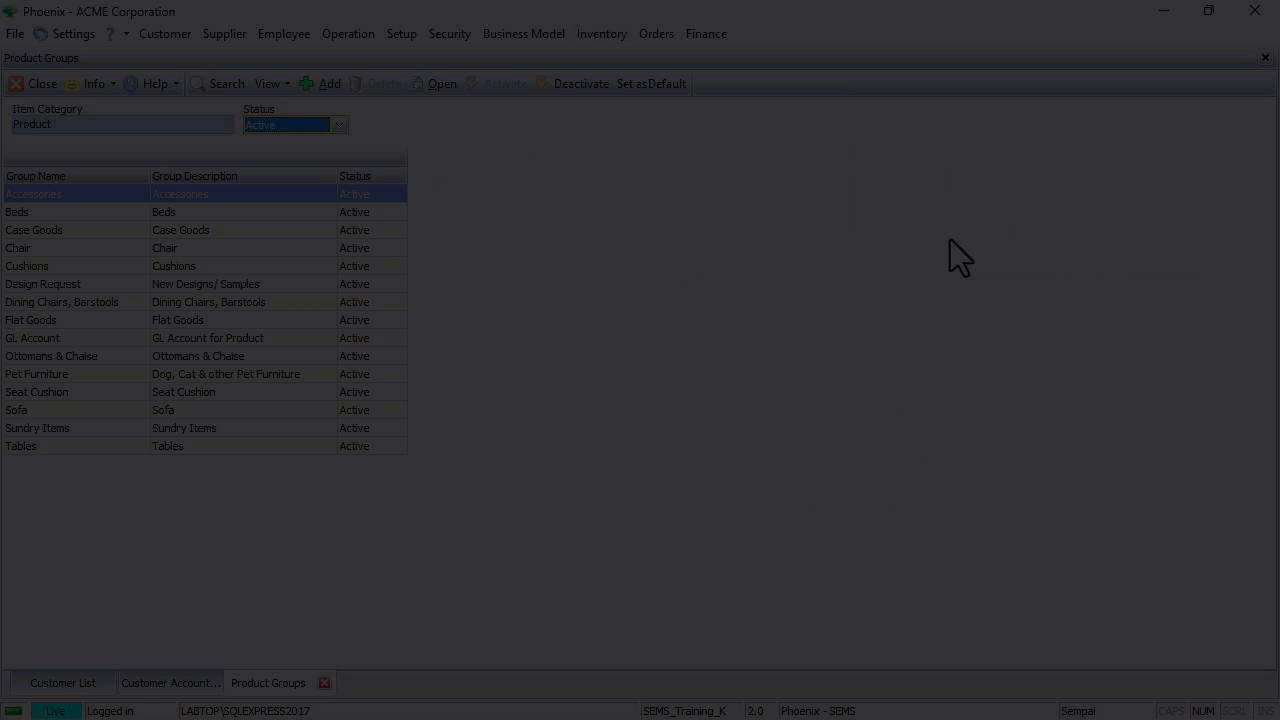 Phoenix - ACME Corporation
File Settings ? Customer Supplier Employee Operation Setup Security Business Model Inventory Orders Finance
Product Groups
Close Info Help Search View Add Delete Open Activate Deactivate Set as Default
Item Category Status
Product Active
Group Name Group Description Status
Accessories Accessories Active
Beds Beds Active
Case Goods Case Goods Active
Chair Chair Active
Cushions Cushions Active
Design Request New Designs/ Samples Active
Dining Chairs, Barstools Dining Chairs, Barstools Active
Flat Goods Flat Goods Active
GL Account GL Account for Product Active
Ottomans & Chaise Ottomans & Chaise Active
Pet Furniture Dog, Cat & other Pet Furniture Active
Seat Cushion Seat Cushion Active
Sofa Sofa Active
Sundry Items Sundry Items Active
Tables Tables Active
Customer List Customer Account... Product Groups
Live Logged in LABTOP\SQLEXPRESS2017 SEMS_Training_K 2.0 Phoenix - SEMS Sempai CAPS NUM SCRL INS